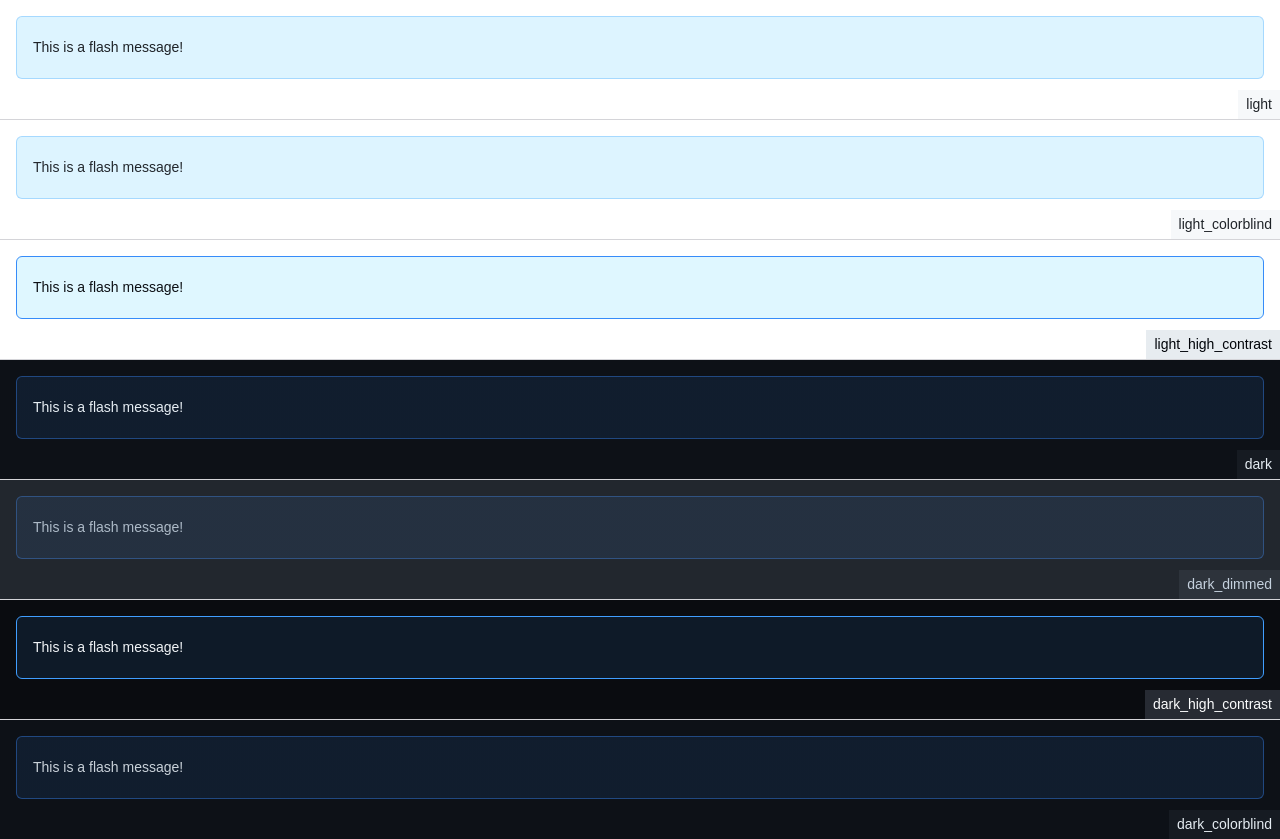 This is a flash message!
light
This is a flash message!
light_colorblind
This is a flash message!
light_high_contrast
This is a flash message!
dark
This is a flash message!
dark_dimmed
This is a flash message!
dark_high_contrast
This is a flash message!
dark_colorblind